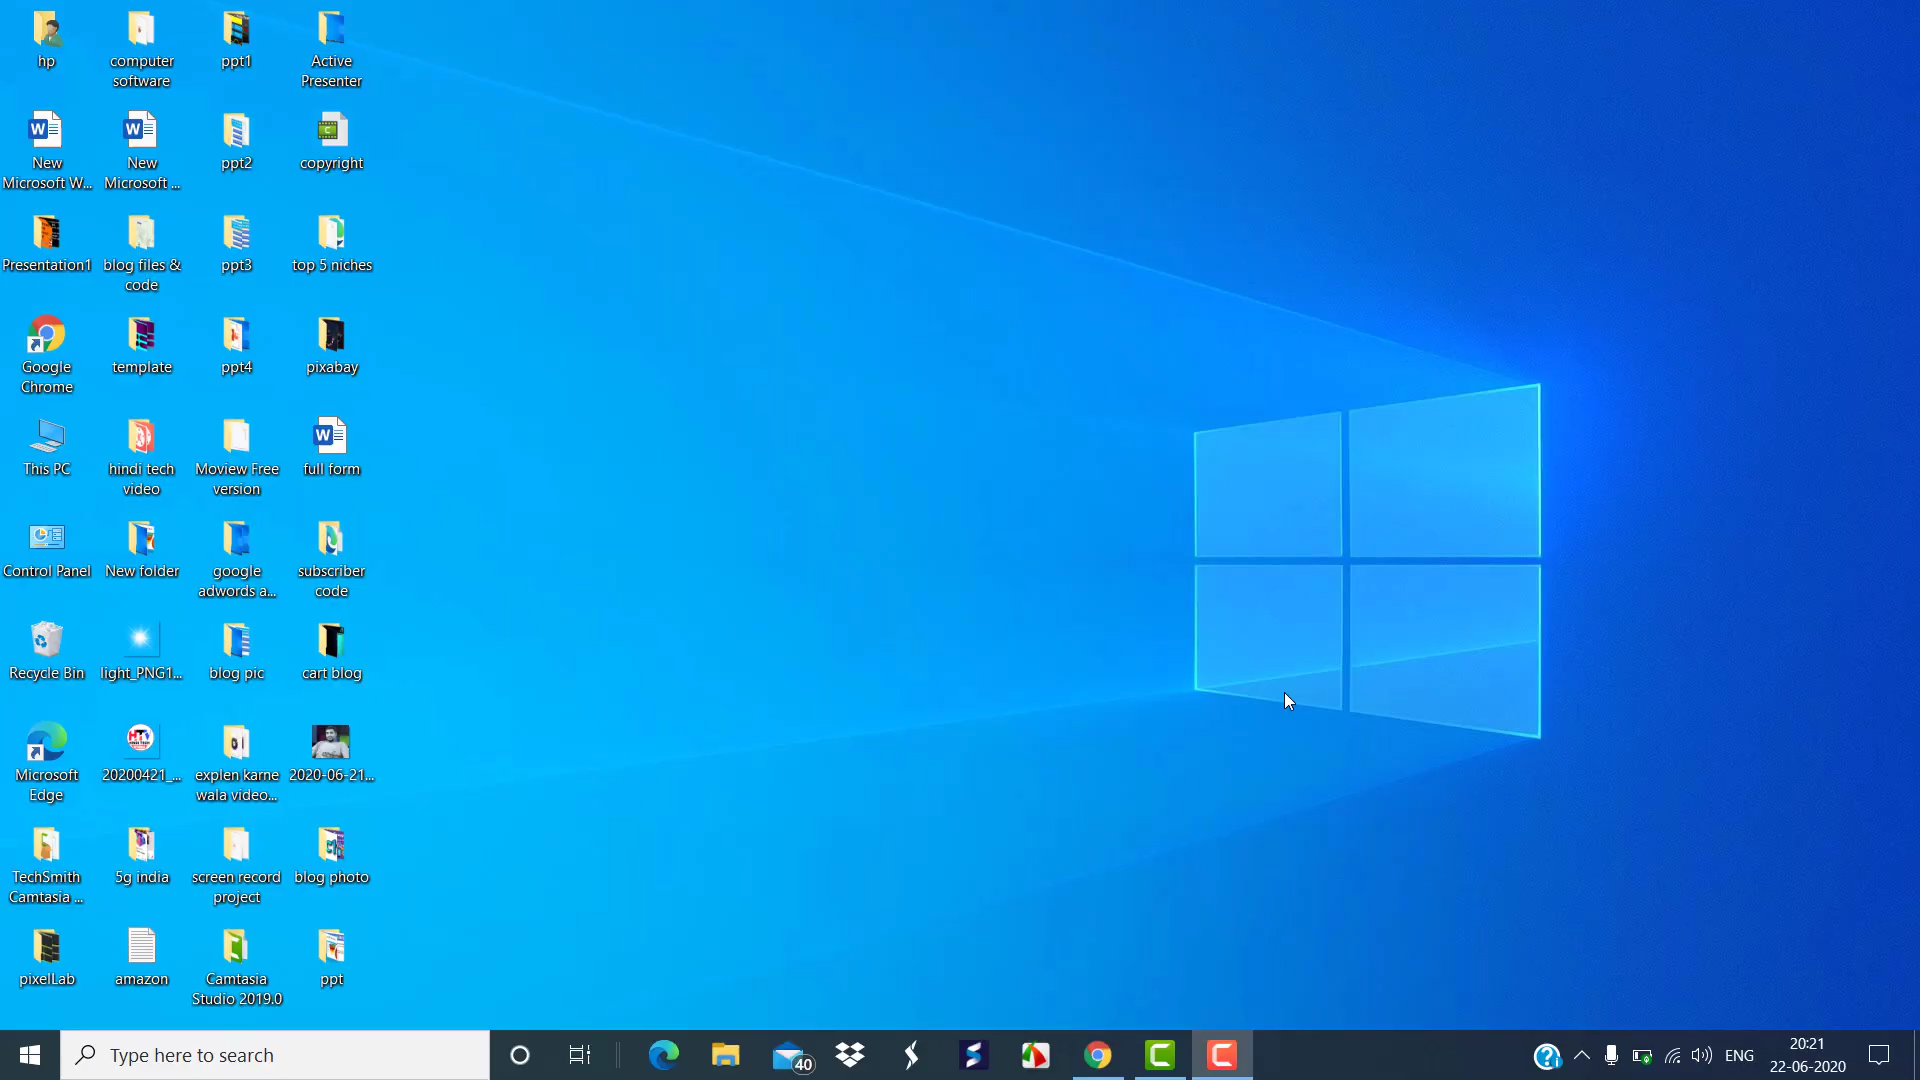 hp
computer
software
ppt1
Active
Presenter
New
Microsoft W...
New
Microsoft ...
ppt2
copyright
Presentation1
blog files &
code
ppt3
top 5 niches
Google
Chrome
template
ppt4
pixabay
This PC
hindi tech
video
Moview Free
version
full form
Control Panel
New folder
google
adwords a...
subscriber
code
Recycle Bin
light_PNG1...
blog pic
cart blog
Microsoft
Edge
20200421_...
explen karne
wala video...
2020-06-21...
TechSmith
Camtasia ...
5g india
screen record
project
blog photo
pixelLab
amazon
Camtasia
Studio 2019.0
ppt
Type here to search
40
ENG
20:21
22-06-2020